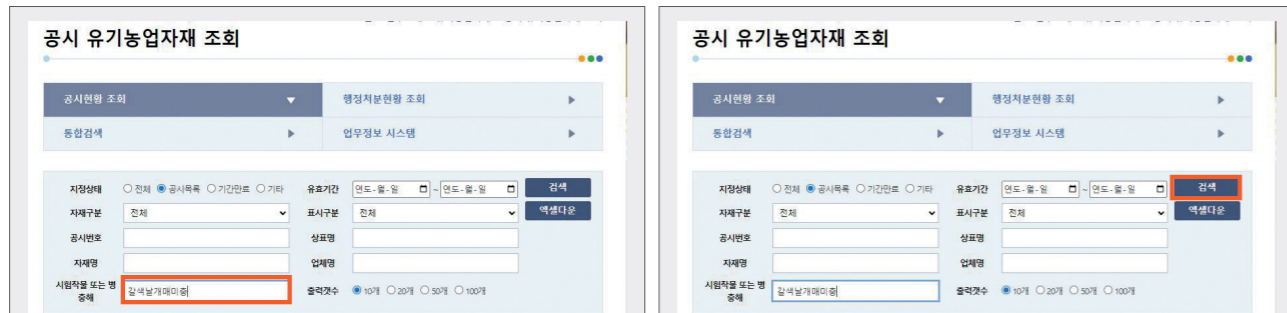 공시 유기농업자재 조회
공시현황 조회
행정처분현황 조회
통합검색
업무정보 시스템
지정상태 전체 공시목록 기간만료 기타 유효기간 연도-월-일 ~ 연도-월-일 검색
자재구분 전체 표시구분 전체 엑셀다운
공시번호 상표명
자재명 업체명
시험작물 또는 병
충해 갈색날개매미충 출력갯수 10개 20개 50개 100개
공시 유기농업자재 조회
공시현황 조회
행정처분현황 조회
통합검색
업무정보 시스템
지정상태 전체 공시목록 기간만료 기타 유효기간 연도-월-일 ~ 연도-월-일 검색
자재구분 전체 표시구분 전체 엑셀다운
공시번호 상표명
자재명 업체명
시험작물 또는 병
충해 갈색날개매미충 출력갯수 10개 20개 50개 100개